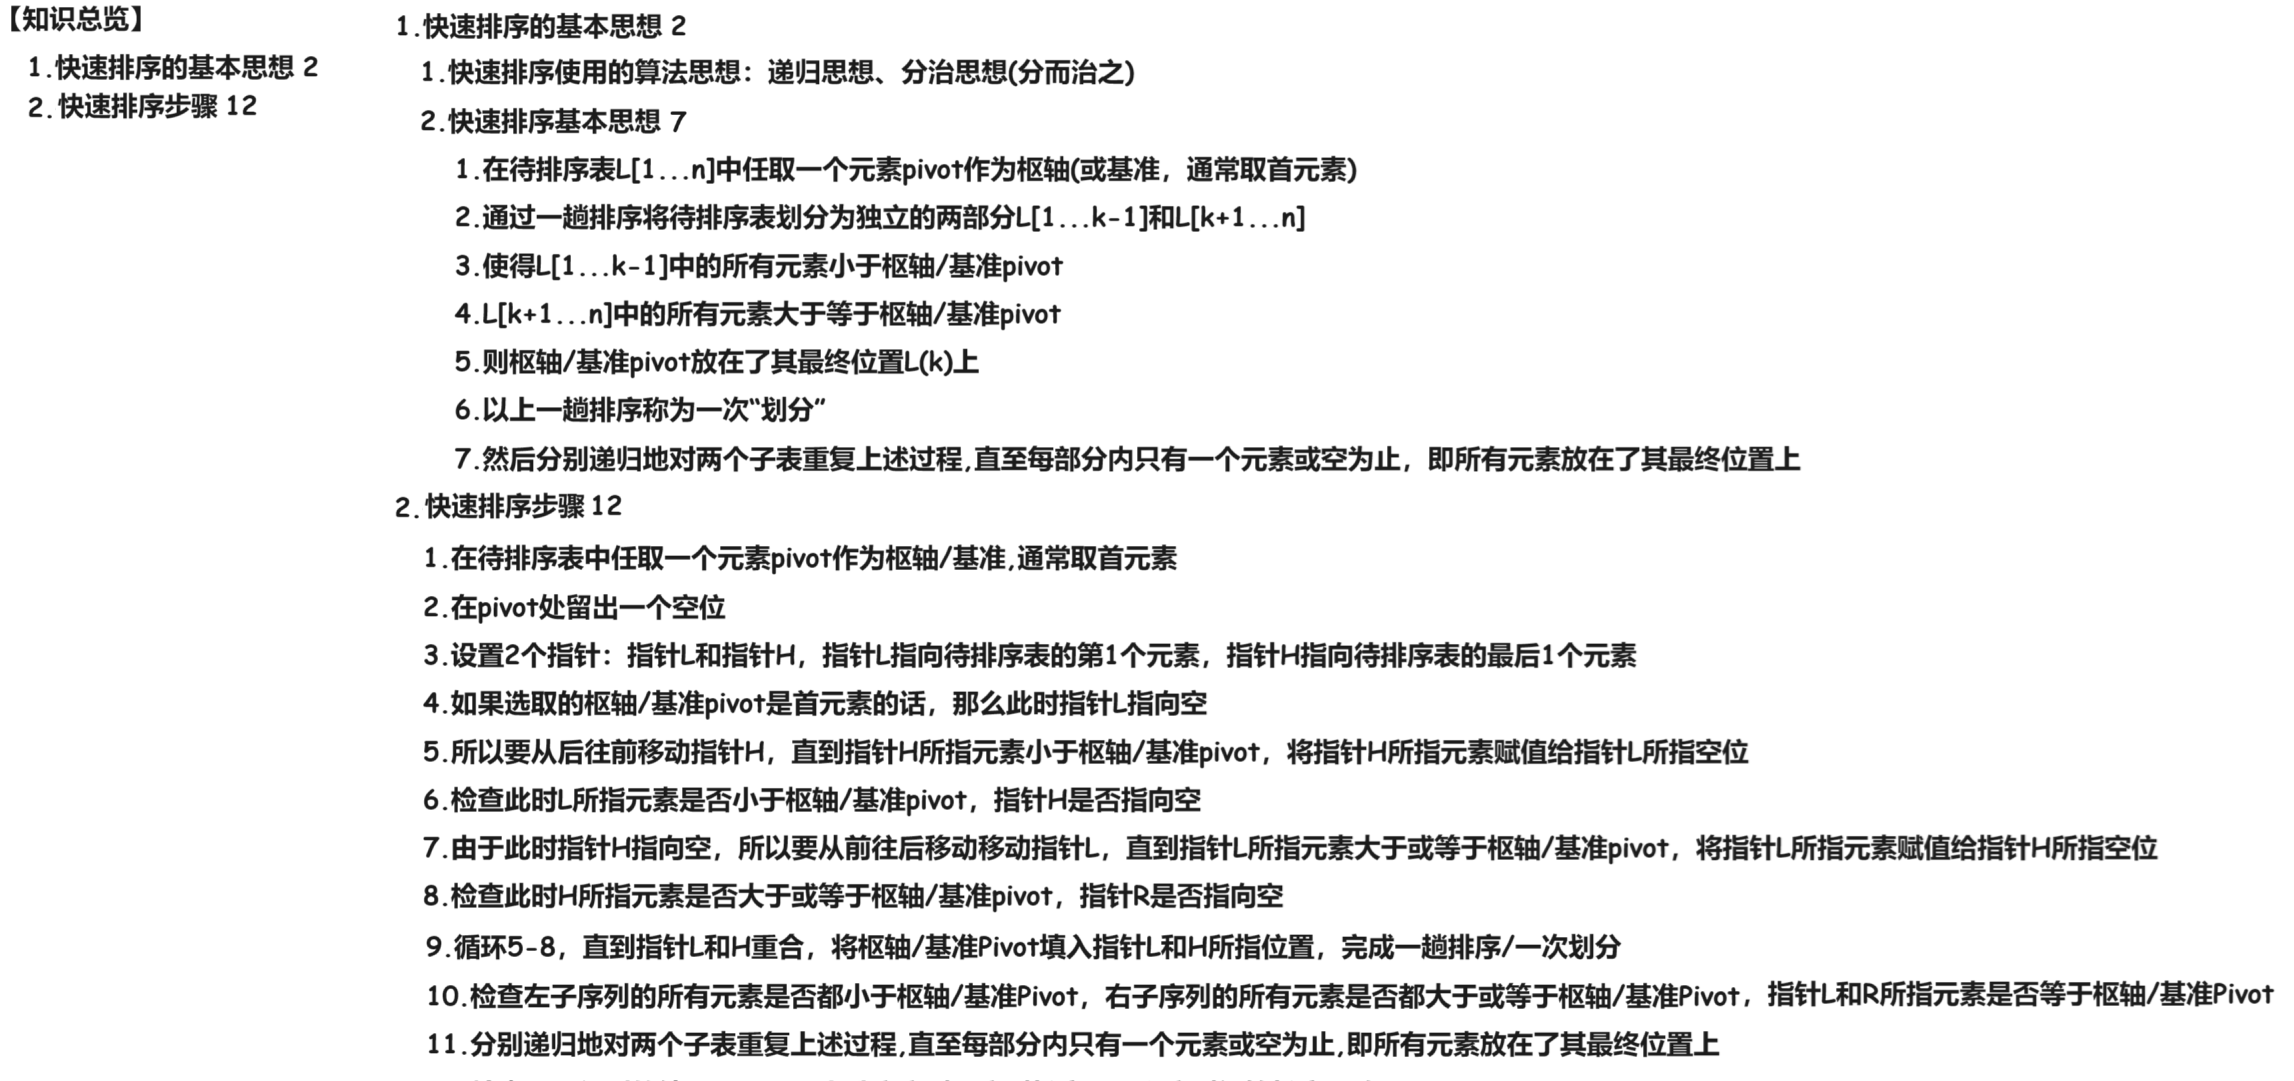 【知识总览】
1.快速排序的基本思想 2
2.快速排序步骤 12
1.快速排序的基本思想 2
1.快速排序使用的算法思想：递归思想、分治思想(分而治之)
2.快速排序基本思想 7
1.在待排序表L[1...n]中任取一个元素pivot作为枢轴(或基准，通常取首元素)
2.通过一趟排序将待排序表划分为独立的两部分L[1...k-1]和L[k+1...n]
3.使得L[1...k-1]中的所有元素小于枢轴/基准pivot
4.L[k+1...n]中的所有元素大于等于枢轴/基准pivot
5.则枢轴/基准pivot放在了其最终位置L(k)上
6.以上一趟排序称为一次“划分”
7.然后分别递归地对两个子表重复上述过程,直至每部分内只有一个元素或空为止，即所有元素放在了其最终位置上
2.快速排序步骤 12
1.在待排序表中任取一个元素pivot作为枢轴/基准,通常取首元素
2.在pivot处留出一个空位
3.设置2个指针：指针L和指针H，指针L指向待排序表的第1个元素，指针H指向待排序表的最后1个元素
4.如果选取的枢轴/基准pivot是首元素的话，那么此时指针L指向空
5.所以要从后往前移动指针H，直到指针H所指元素小于枢轴/基准pivot，将指针H所指元素赋值给指针L所指空位
6.检查此时L所指元素是否小于枢轴/基准pivot，指针H是否指向空
7.由于此时指针H指向空，所以要从前往后移动移动指针L，直到指针L所指元素大于或等于枢轴/基准pivot，将指针L所指元素赋值给指针H所指空位
8.检查此时H所指元素是否大于或等于枢轴/基准pivot，指针R是否指向空
9.循环5-8，直到指针L和H重合，将枢轴/基准Pivot填入指针L和H所指位置，完成一趟排序/一次划分
10.检查左子序列的所有元素是否都小于枢轴/基准Pivot，右子序列的所有元素是否都大于或等于枢轴/基准Pivot，指针L和R所指元素是否等于枢轴/基准Pivot
11.分别递归地对两个子表重复上述过程,直至每部分内只有一个元素或空为止,即所有元素放在了其最终位置上